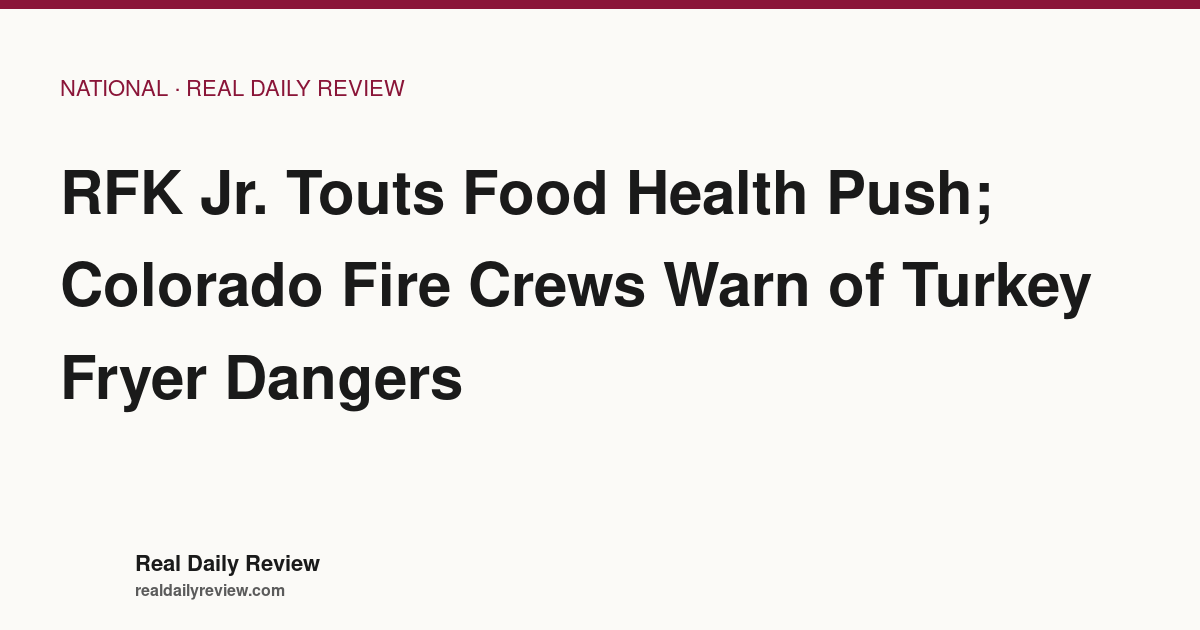 NATIONAL · REAL DAILY REVIEW
RFK Jr. Touts Food Health Push;
Colorado Fire Crews Warn of Turkey
Fryer Dangers
Real Daily Review
realdailyreview.com